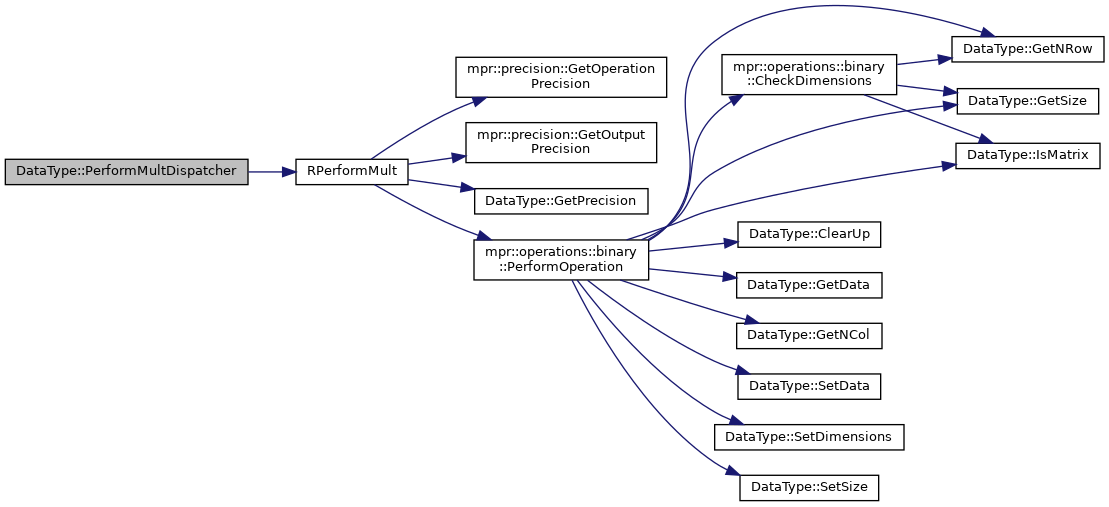 DataType::PerformMultDispatcher
RPerformMult
mpr::precision::GetOperation
Precision
mpr::precision::GetOutput
Precision
DataType::GetPrecision
mpr::operations::binary
::PerformOperation
mpr::operations::binary
::CheckDimensions
DataType::GetNRow
DataType::GetSize
DataType::IsMatrix
DataType::ClearUp
DataType::GetData
DataType::GetNCol
DataType::SetData
DataType::SetDimensions
DataType::SetSize